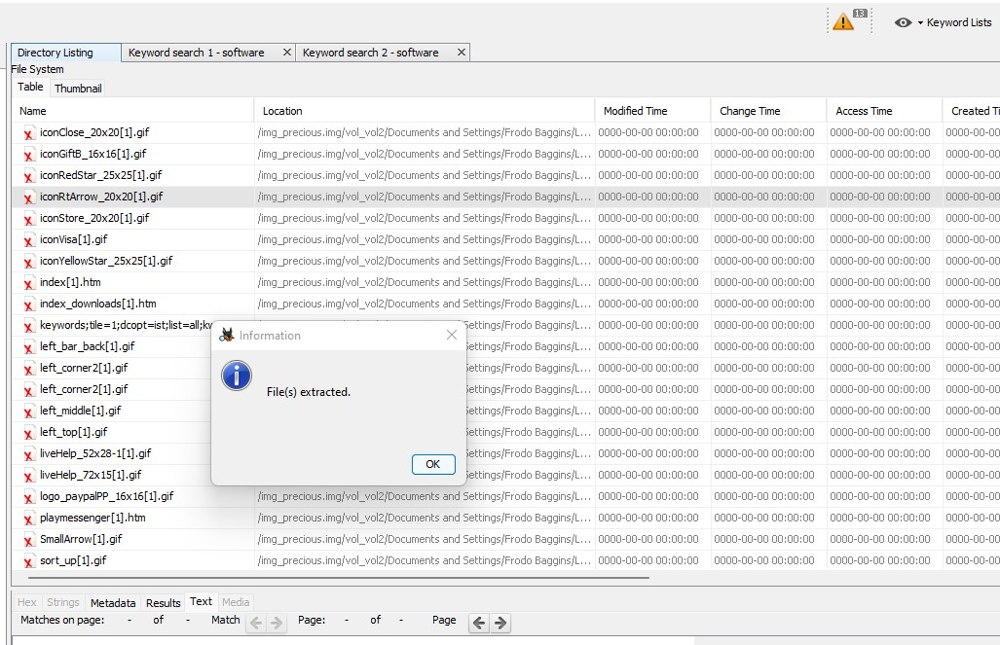 13
Keyword Lists
Directory Listing
Keyword search 1 - software
Keyword search 2 - software
File System
Table Thumbnail
Name Location Modified Time Change Time Access Time Created Ti
iconClose_20x20[1].gif /img_precious.img/vol_vol2/Documents and Settings/Frodo Baggins/L... 0000-00-00 00:00:00 0000-00-00 00:00:00 0000-00-00 00:00:00 0000-00-0
iconGiftB_16x16[1].gif /img_precious.img/vol_vol2/Documents and Settings/Frodo Baggins/L... 0000-00-00 00:00:00 0000-00-00 00:00:00 0000-00-00 00:00:00 0000-00-0
iconRedStar_25x25[1].gif /img_precious.img/vol_vol2/Documents and Settings/Frodo Baggins/L... 0000-00-00 00:00:00 0000-00-00 00:00:00 0000-00-00 00:00:00 0000-00-0
iconRtArrow_20x20[1].gif /img_precious.img/vol_vol2/Documents and Settings/Frodo Baggins/L... 0000-00-00 00:00:00 0000-00-00 00:00:00 0000-00-00 00:00:00 0000-00-0
iconStore_20x20[1].gif /img_precious.img/vol_vol2/Documents and Settings/Frodo Baggins/L... 0000-00-00 00:00:00 0000-00-00 00:00:00 0000-00-00 00:00:00 0000-00-0
iconVisa[1].gif /img_precious.img/vol_vol2/Documents and Settings/Frodo Baggins/L... 0000-00-00 00:00:00 0000-00-00 00:00:00 0000-00-00 00:00:00 0000-00-0
iconYellowStar_25x25[1].gif /img_precious.img/vol_vol2/Documents and Settings/Frodo Baggins/L... 0000-00-00 00:00:00 0000-00-00 00:00:00 0000-00-00 00:00:00 0000-00-0
index[1].htm /img_precious.img/vol_vol2/Documents and Settings/Frodo Baggins/L... 0000-00-00 00:00:00 0000-00-00 00:00:00 0000-00-00 00:00:00 0000-00-0
index_downloads[1].htm /img_precious.img/vol_vol2/Documents and Settings/Frodo Baggins/L... 0000-00-00 00:00:00 0000-00-00 00:00:00 0000-00-00 00:00:00 0000-00-0
keywords;tile=1;dcopt=ist;list=all;kw Settings/Frodo Baggins/L... 0000-00-00 00:00:00 0000-00-00 00:00:00 0000-00-00 00:00:00 0000-00-0
left_bar_back[1].gif Settings/Frodo Baggins/L... 0000-00-00 00:00:00 0000-00-00 00:00:00 0000-00-00 00:00:00 0000-00-0
left_corner2[1].gif Settings/Frodo Baggins/L... 0000-00-00 00:00:00 0000-00-00 00:00:00 0000-00-00 00:00:00 0000-00-0
left_corner2[1].gif Settings/Frodo Baggins/L... 0000-00-00 00:00:00 0000-00-00 00:00:00 0000-00-00 00:00:00 0000-00-0
left_middle[1].gif Settings/Frodo Baggins/L... 0000-00-00 00:00:00 0000-00-00 00:00:00 0000-00-00 00:00:00 0000-00-0
left_top[1].gif Settings/Frodo Baggins/L... 0000-00-00 00:00:00 0000-00-00 00:00:00 0000-00-00 00:00:00 0000-00-0
liveHelp_52x28-1[1].gif Settings/Frodo Baggins/L... 0000-00-00 00:00:00 0000-00-00 00:00:00 0000-00-00 00:00:00 0000-00-0
liveHelp_72x15[1].gif Settings/Frodo Baggins/L... 0000-00-00 00:00:00 0000-00-00 00:00:00 0000-00-00 00:00:00 0000-00-0
logo_paypalPP_16x16[1].gif /img_precious.img/vol_vol2/Documents and Settings/Frodo Baggins/L... 0000-00-00 00:00:00 0000-00-00 00:00:00 0000-00-00 00:00:00 0000-00-0
playmessenger[1].htm /img_precious.img/vol_vol2/Documents and Settings/Frodo Baggins/L... 0000-00-00 00:00:00 0000-00-00 00:00:00 0000-00-00 00:00:00 0000-00-0
SmallArrow[1].gif /img_precious.img/vol_vol2/Documents and Settings/Frodo Baggins/L... 0000-00-00 00:00:00 0000-00-00 00:00:00 0000-00-00 00:00:00 0000-00-0
sort_up[1].gif /img_precious.img/vol_vol2/Documents and Settings/Frodo Baggins/L... 0000-00-00 00:00:00 0000-00-00 00:00:00 0000-00-00 00:00:00 0000-00-0
Information
File(s) extracted.
OK
Hex Strings Metadata Results Text Media
Matches on page: - of - Match Page: - of - Page